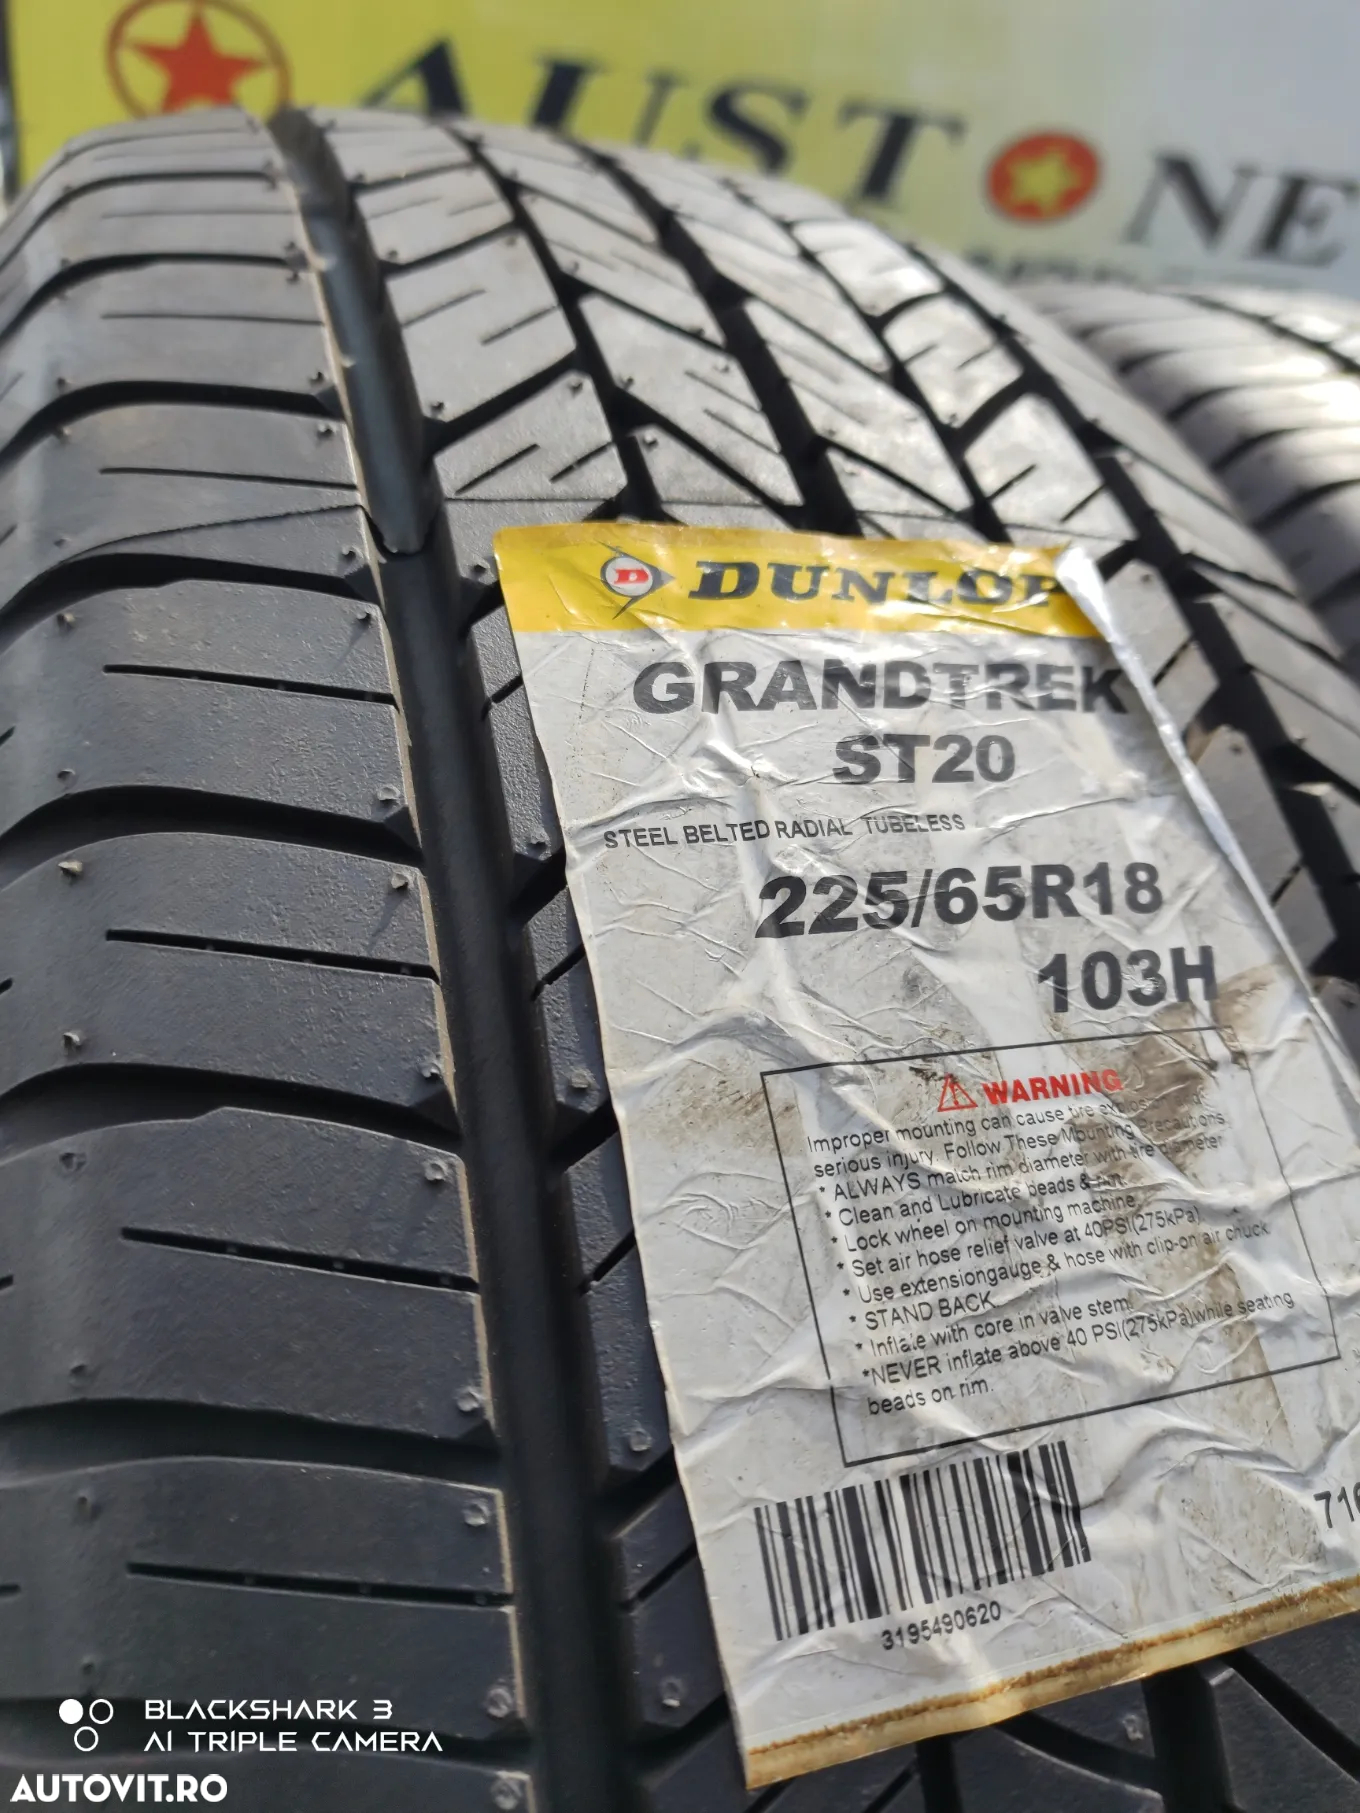 AUSTONE
DUNLOP
GRANDTREK
ST20
STEEL BELTED RADIAL TUBELESS
225/65R18
103H
WARNING
Improper mounting can cause tire
serious injury. Follow These Mounting Precautions
* ALWAYS match rim diameter with tire diameter
* Clean and Lubricate beads &
* Lock wheel on mounting machine
* Set air hose relief valve at 40PSI(275kPa)
* Use extensiongauge & hose with clip-on air chuck
* STAND BACK
* Inflate with core in valve stem.
*NEVER inflate above 40 PSI(275kPa)while seating
beads on rim.
3195490620
BLACKSHARK 3
AI TRIPLE CAMERA
AUTOVIT.RO